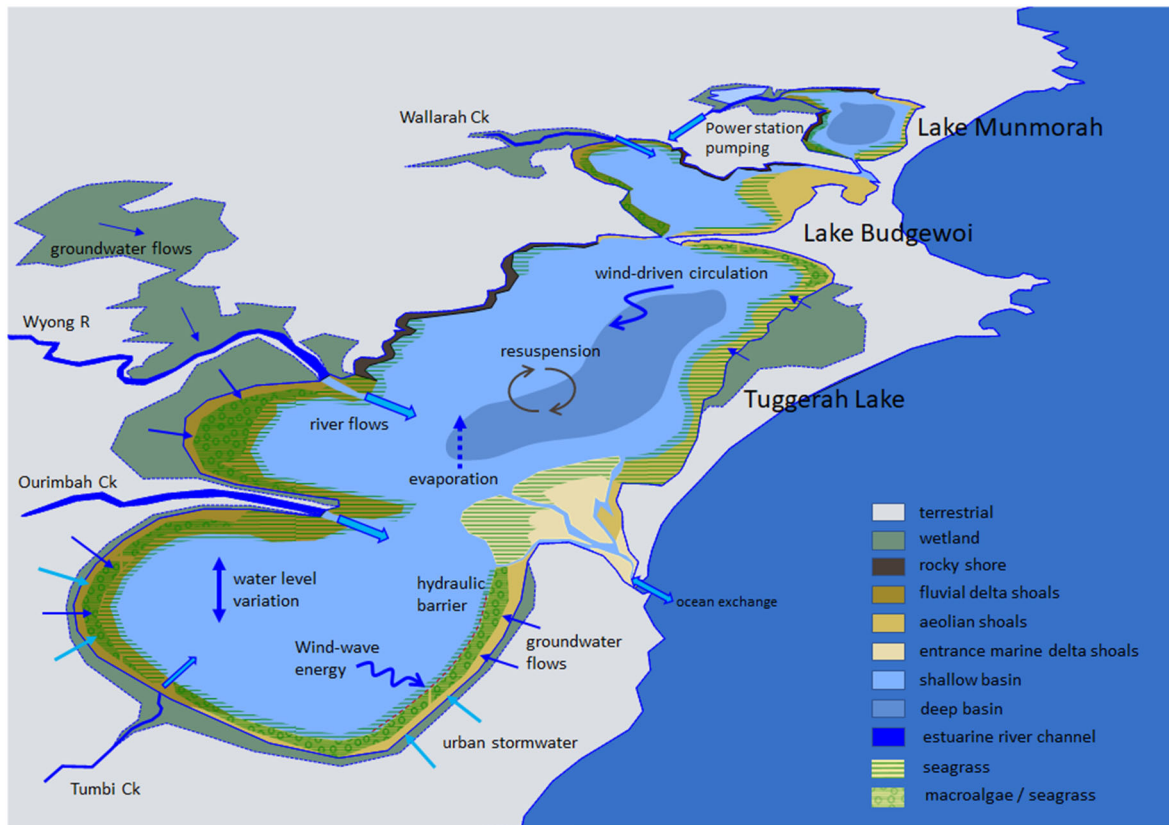 Wallarah Ck
Power station
pumping
Lake Munmorah
groundwater flows
Lake Budgewoi
wind-driven circulation
Wyong R
resuspension
Tuggerah Lake
river flows
evaporation
Ourimbah Ck
water level
variation
hydraulic
barrier
ocean exchange
Wind-wave
energy
groundwater
flows
urban stormwater
Tumbi Ck
terrestrial
wetland
rocky shore
fluvial delta shoals
aeolian shoals
entrance marine delta shoals
shallow basin
deep basin
estuarine river channel
seagrass
macroalgae / seagrass